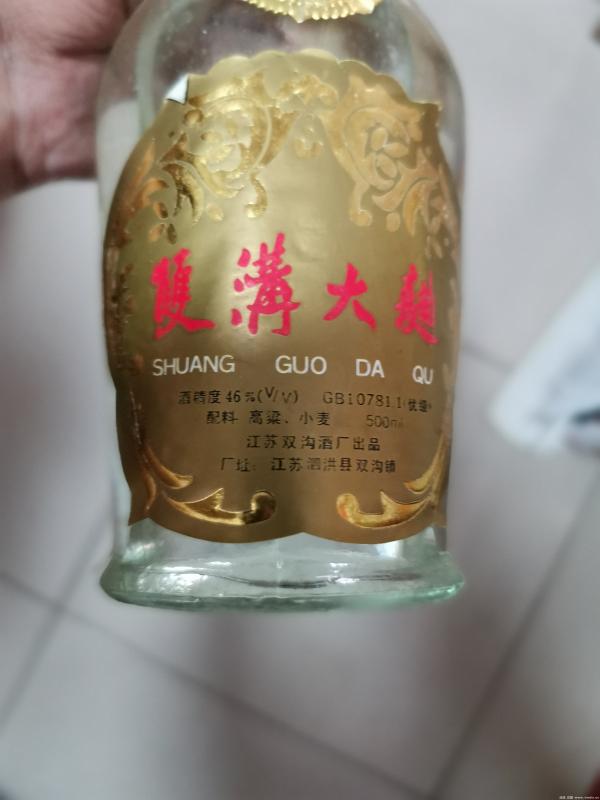 雙溝大麯
SHUANG GUO DA QU
酒精度46%(V/V) GB10781.1(优级)
配料 高粱、小麦 500ml
江苏双沟酒厂出品
厂址：江苏泗洪县双沟镇